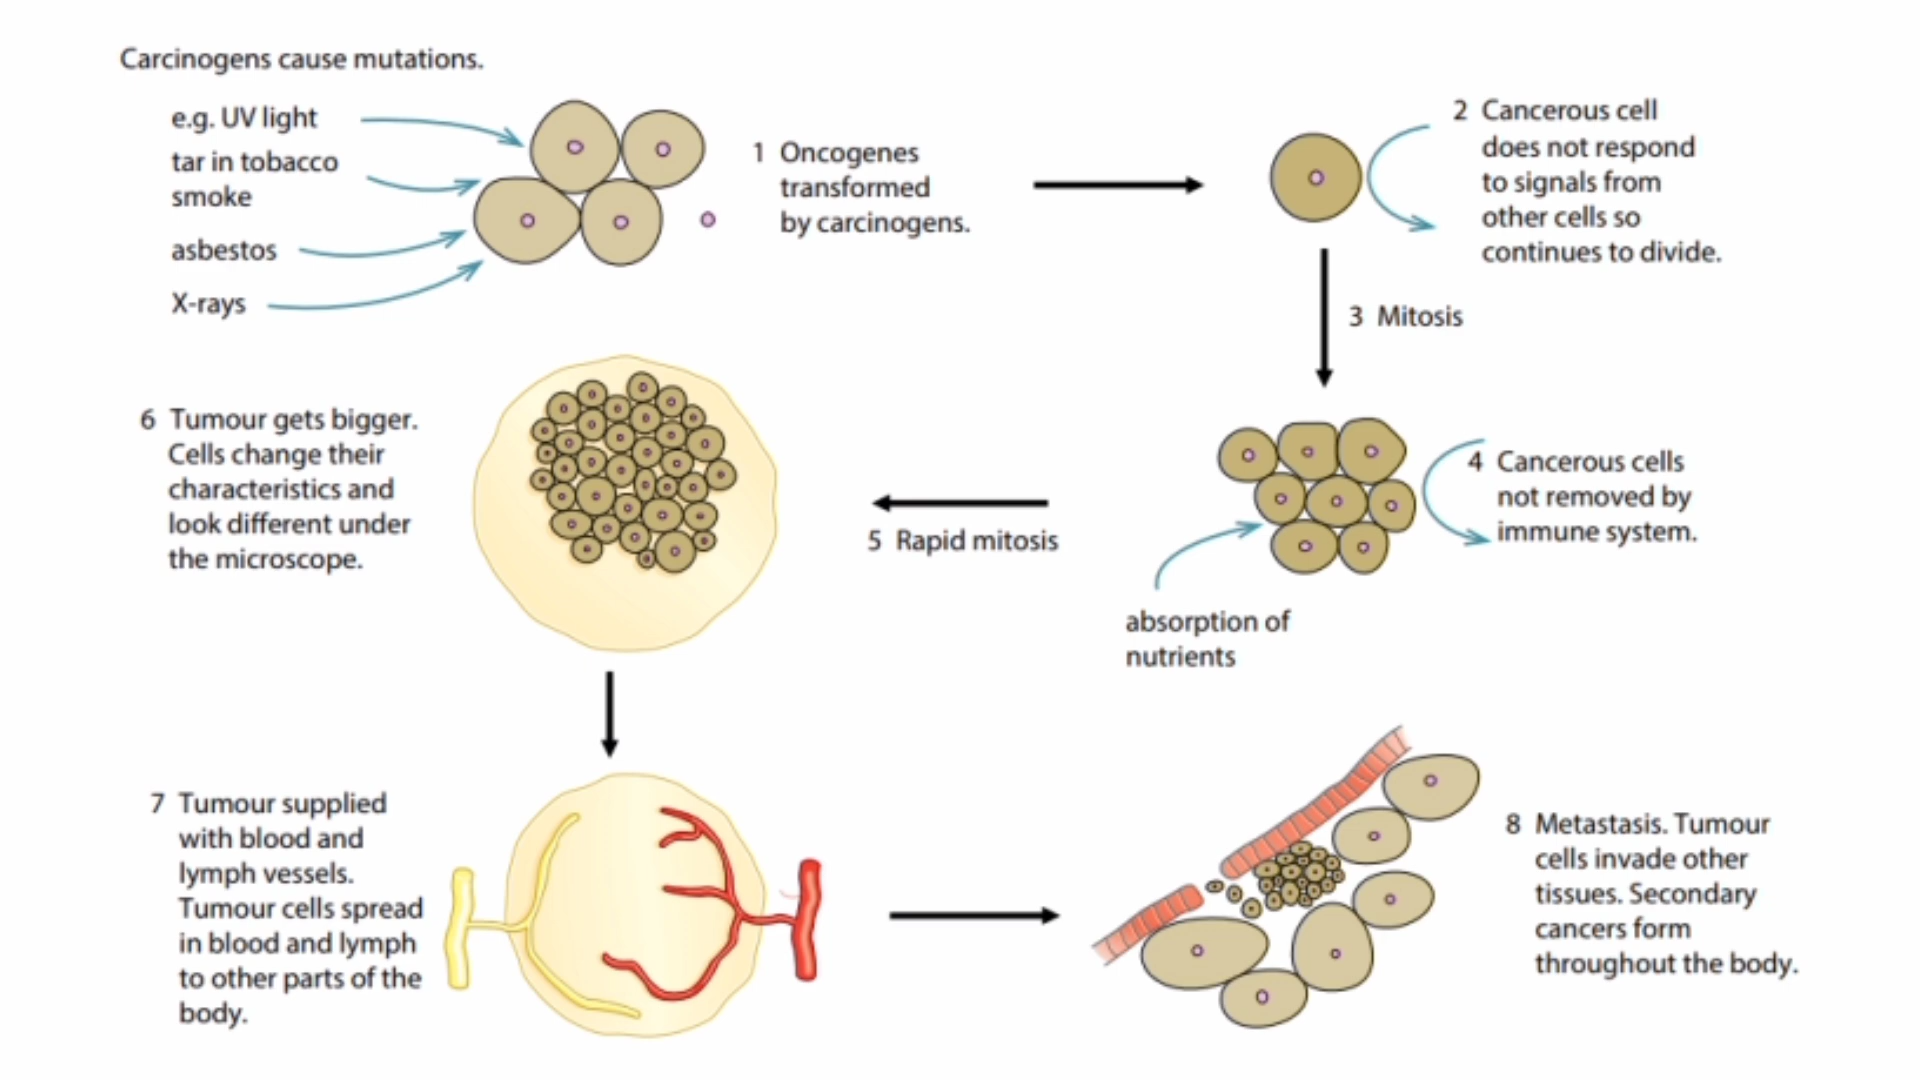 Carcinogens cause mutations.
e.g. UV light
tar in tobacco
smoke
asbestos
X-rays
1 Oncogenes
transformed
by carcinogens.
2 Cancerous cell
does not respond
to signals from
other cells so
continues to divide.
3 Mitosis
4 Cancerous cells
not removed by
immune system.
absorption of
nutrients
5 Rapid mitosis
6 Tumour gets bigger.
Cells change their
characteristics and
look different under
the microscope.
7 Tumour supplied
with blood and
lymph vessels.
Tumour cells spread
in blood and lymph
to other parts of the
body.
8 Metastasis. Tumour
cells invade other
tissues. Secondary
cancers form
throughout the body.